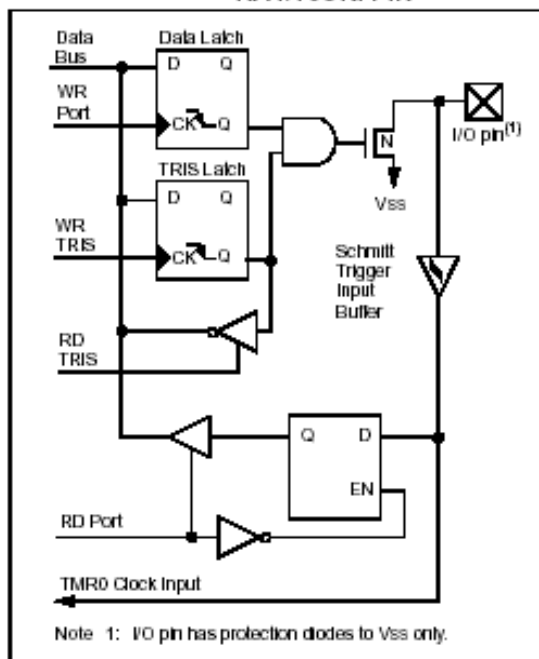 Data
Bus
Data Latch
D Q
WR
Port
CK Q
N
I/O pin(1)
TRIS Latch
D Q
Vss
WR
TRIS
CK Q
Schmitt
Trigger
Input
Buffer
RD
TRIS
Q D
EN
RD Port
TMR0 Clock Input
Note 1: I/O pin has protection diodes to Vss only.